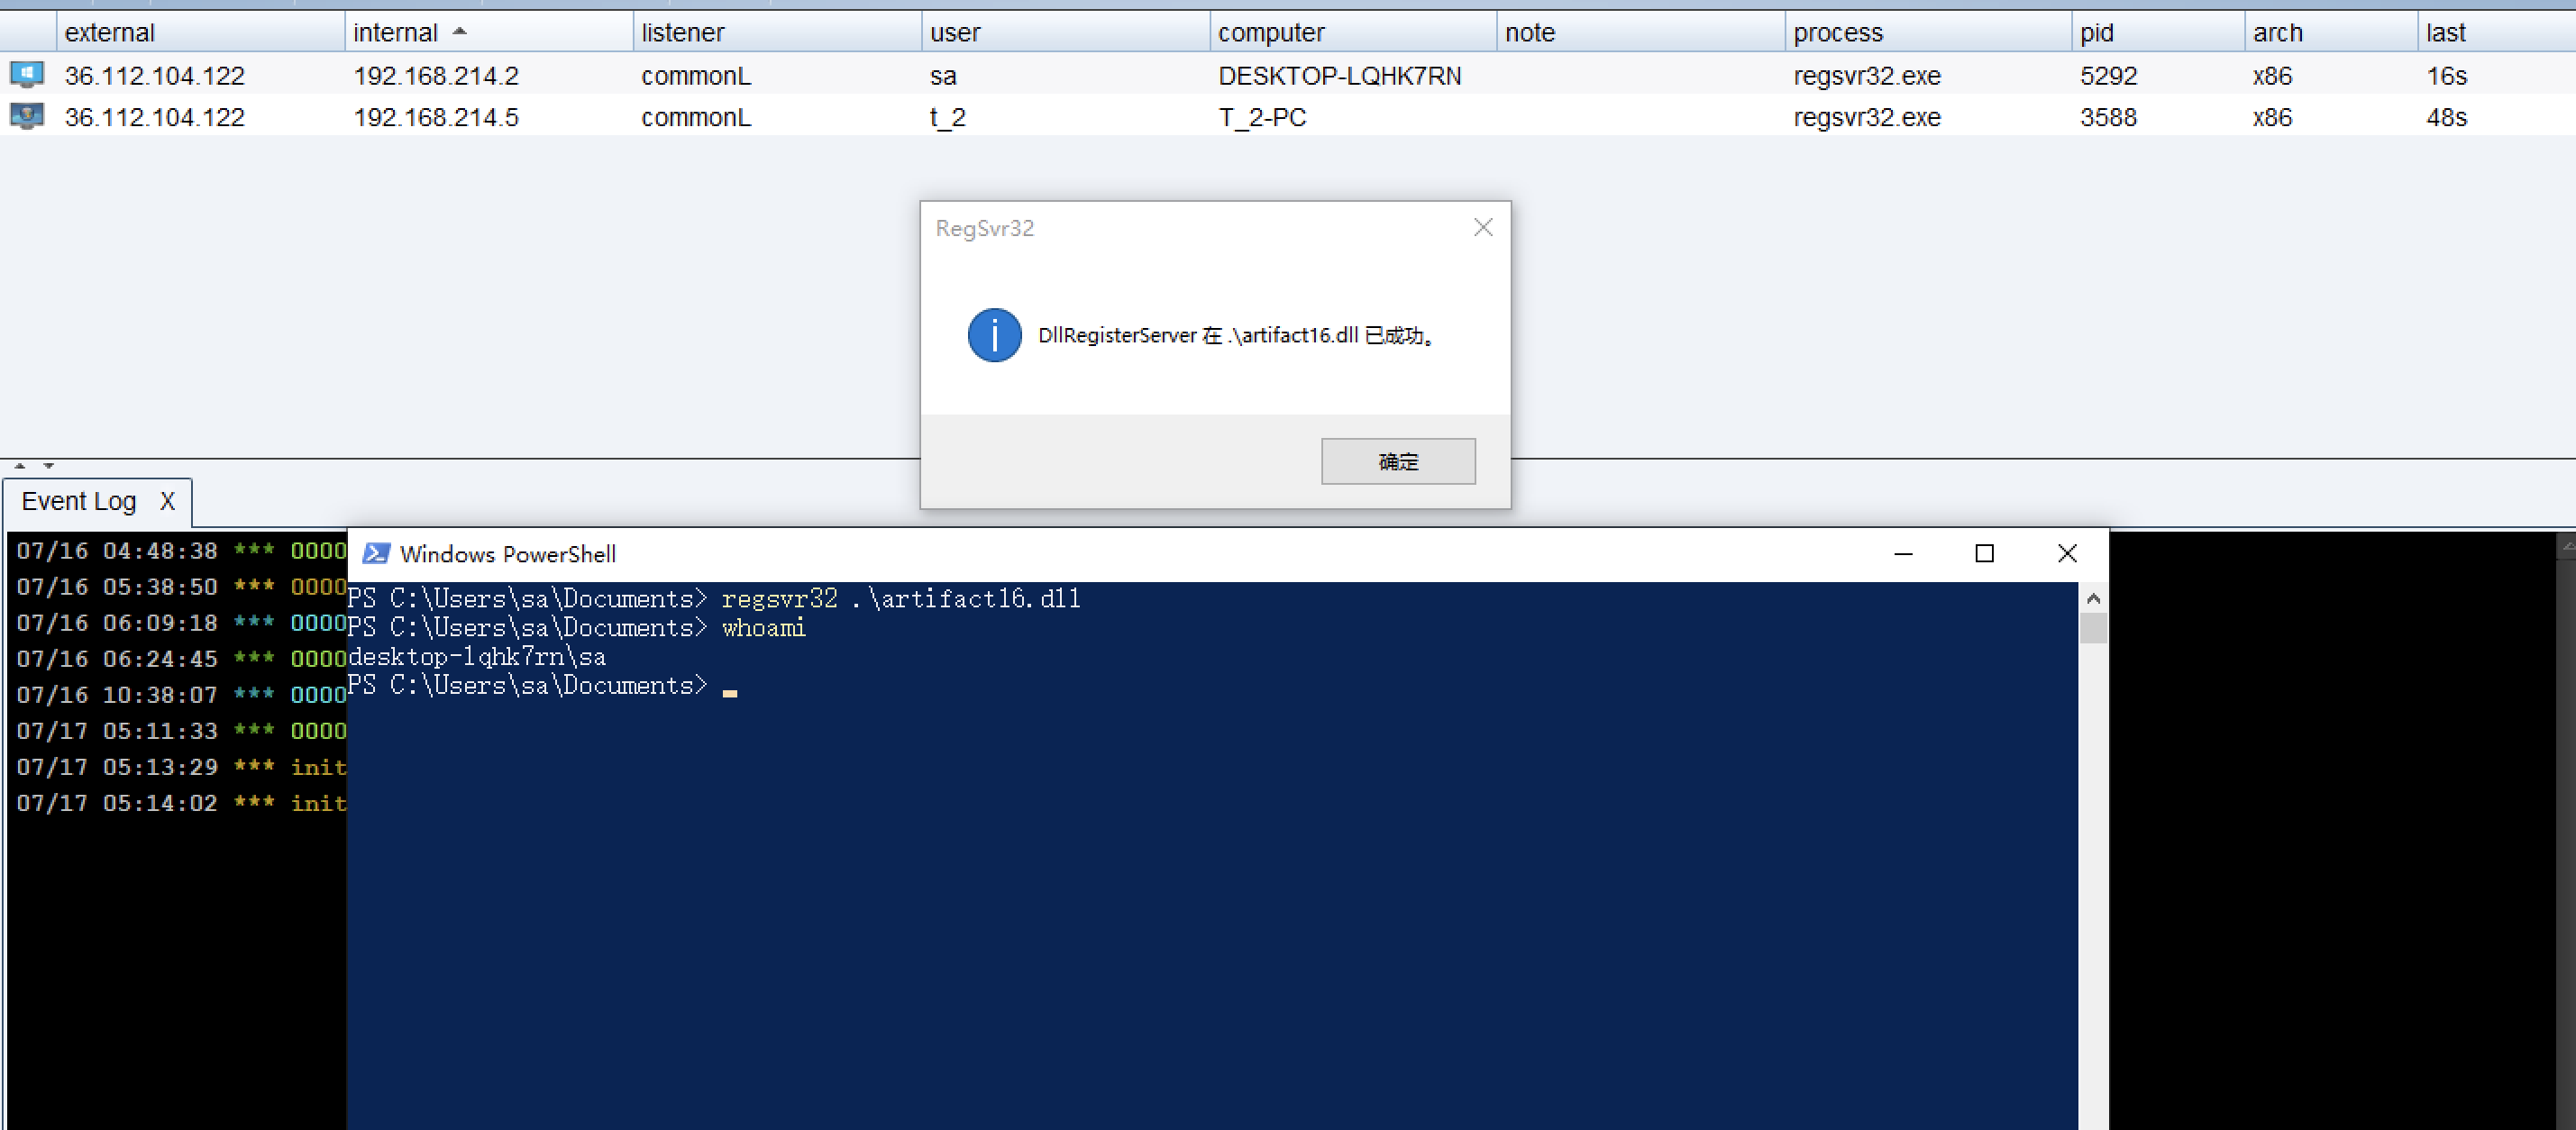 external internal listener user computer note process pid arch last
36.112.104.122 192.168.214.2 commonL sa DESKTOP-LQHK7RN regsvr32.exe 5292 x86 16s
36.112.104.122 192.168.214.5 commonL t_2 T_2-PC regsvr32.exe 3588 x86 48s
RegSvr32
DllRegisterServer 在 .\artifact16.dll 已成功。
确定
Event Log X
07/16 04:48:38 *** 0000
07/16 05:38:50 *** 0000
07/16 06:09:18 *** 0000
07/16 06:24:45 *** 0000
07/16 10:38:07 *** 0000
07/17 05:11:33 *** 0000
07/17 05:13:29 *** init
07/17 05:14:02 *** init
Windows PowerShell
PS C:\Users\sa\Documents> regsvr32 .\artifact16.dll
PS C:\Users\sa\Documents> whoami
desktop-lqhk7rn\sa
PS C:\Users\sa\Documents>